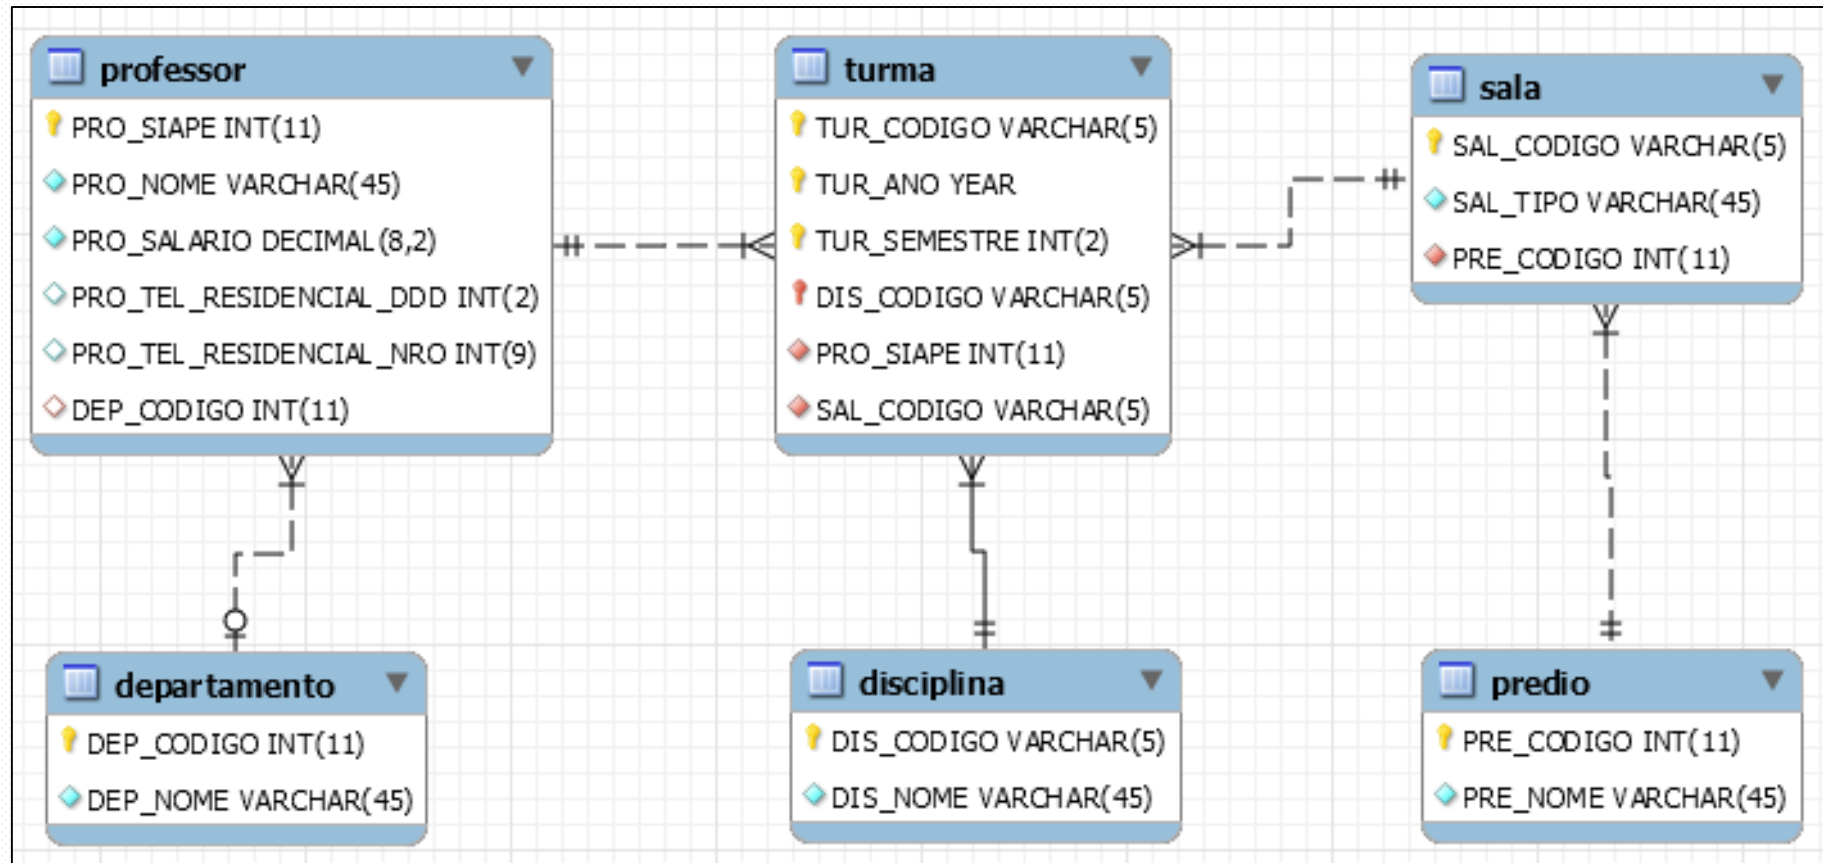 professor
PRO_SIAPE INT(11)
PRO_NOME VARCHAR(45)
PRO_SALARIO DECIMAL(8,2)
PRO_TEL_RESIDENCIAL_DDD INT(2)
PRO_TEL_RESIDENCIAL_NRO INT(9)
DEP_CODIGO INT(11)
turma
TUR_CODIGO VARCHAR(5)
TUR_ANO YEAR
TUR_SEMESTRE INT(2)
DIS_CODIGO VARCHAR(5)
PRO_SIAPE INT(11)
SAL_CODIGO VARCHAR(5)
sala
SAL_CODIGO VARCHAR(5)
SAL_TIPO VARCHAR(45)
PRE_CODIGO INT(11)
departamento
DEP_CODIGO INT(11)
DEP_NOME VARCHAR(45)
disciplina
DIS_CODIGO VARCHAR(5)
DIS_NOME VARCHAR(45)
predio
PRE_CODIGO INT(11)
PRE_NOME VARCHAR(45)